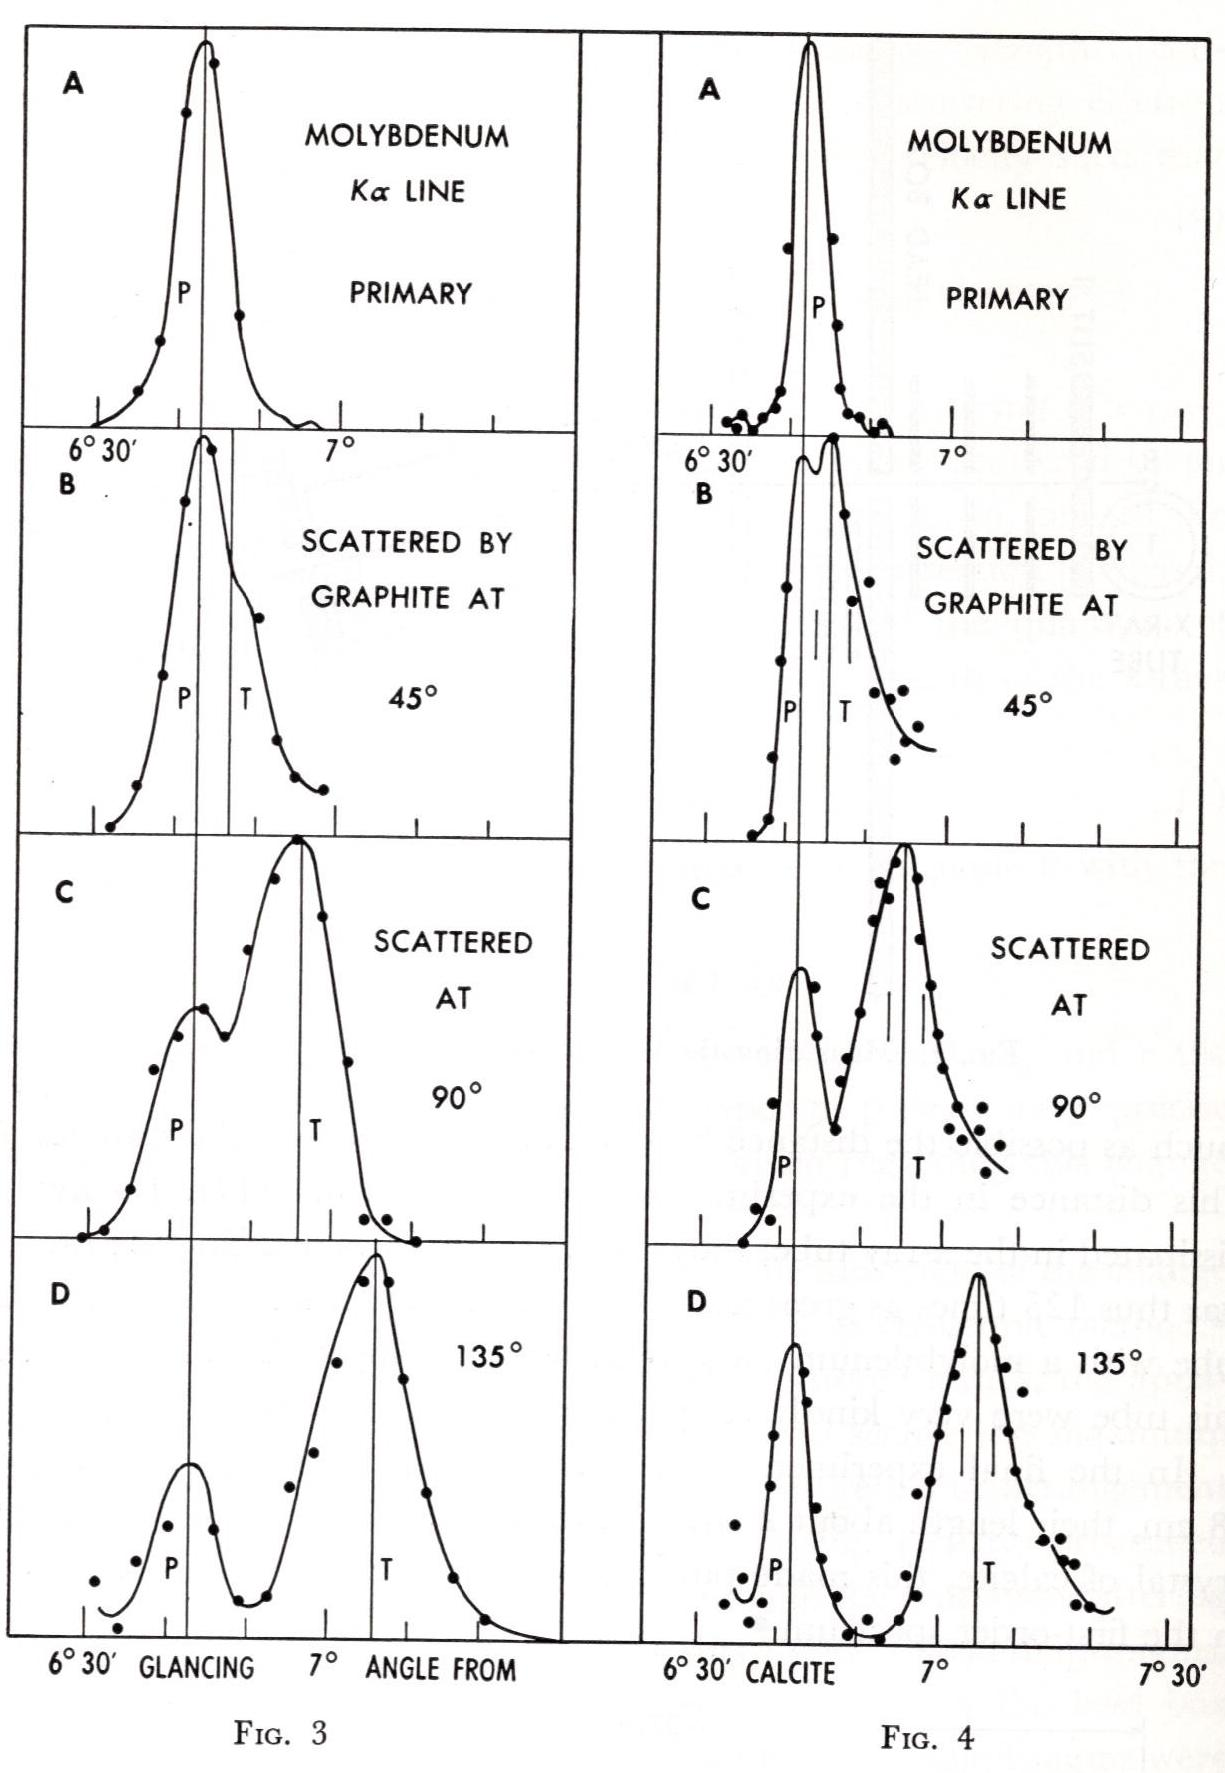 A
MOLYBDENUM
Kα LINE
P
PRIMARY
6° 30'
7°
B
SCATTERED BY
GRAPHITE AT
P
T
45°
C
SCATTERED
AT
90°
P
T
D
135°
P
T
6° 30' GLANCING 7° ANGLE FROM
FIG. 3
A
MOLYBDENUM
Kα LINE
P
PRIMARY
6° 30'
7°
B
SCATTERED BY
GRAPHITE AT
P
T
45°
C
SCATTERED
AT
90°
P
T
D
135°
P
T
6° 30' CALCITE 7° 7° 30'
FIG. 4